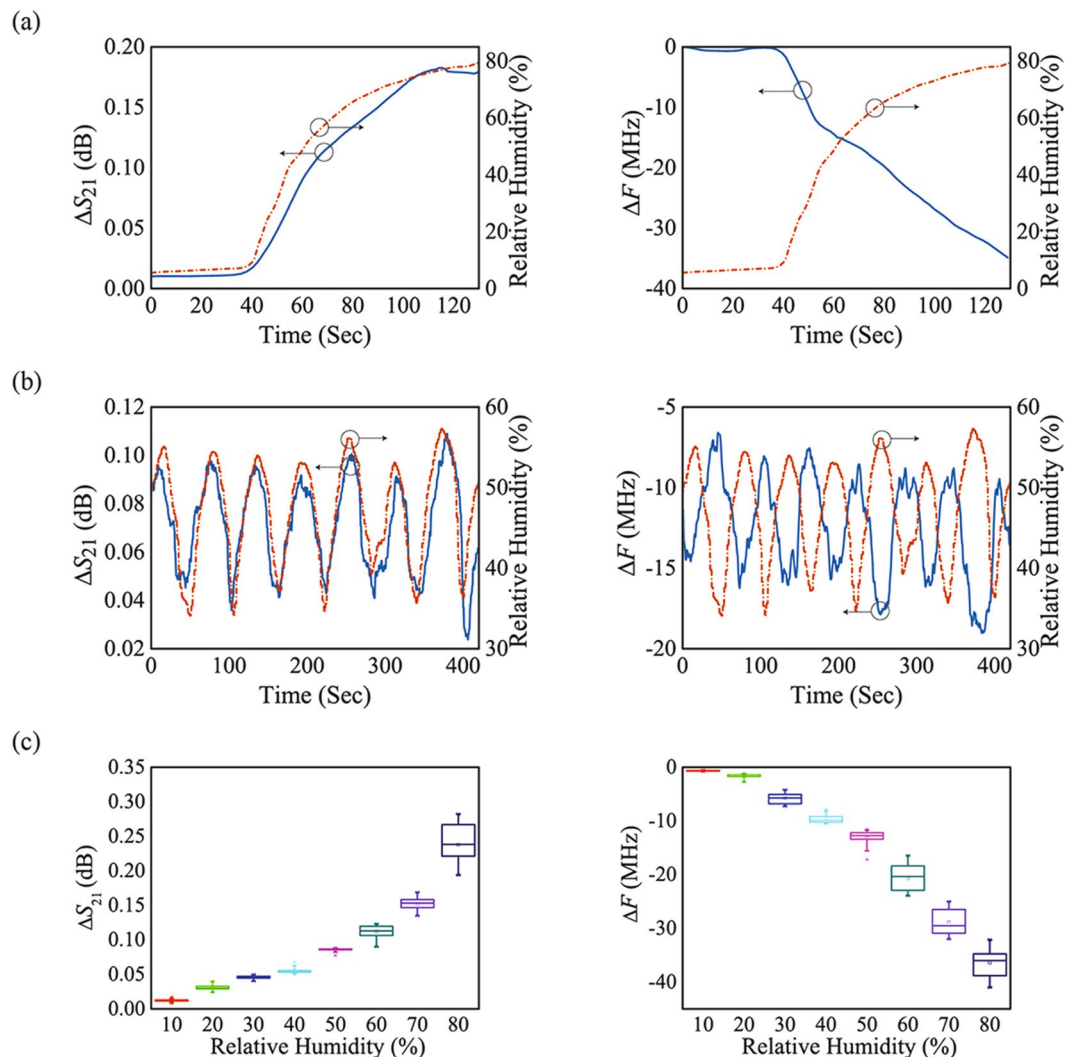 (a)
0.20
0.15
0.10
0.05
0.00
ΔS21 (dB)
80
60
40
20
0
Relative Humidity (%)
0 20 40 60 80 100 120
Time (Sec)
0
-10
-20
-30
-40
ΔF (MHz)
80
60
40
20
0
Relative Humidity (%)
0 20 40 60 80 100 120
Time (Sec)
(b)
0.12
0.10
0.08
0.06
0.04
0.02
ΔS21 (dB)
60
50
40
30
Relative Humidity (%)
0 100 200 300 400
Time (Sec)
-5
-10
-15
-20
ΔF (MHz)
60
50
40
30
Relative Humidity (%)
0 100 200 300 400
Time (Sec)
(c)
0.35
0.30
0.25
0.20
0.15
0.10
0.05
0.00
ΔS21 (dB)
10 20 30 40 50 60 70 80
Relative Humidity (%)
0
-10
-20
-30
-40
ΔF (MHz)
10 20 30 40 50 60 70 80
Relative Humidity (%)